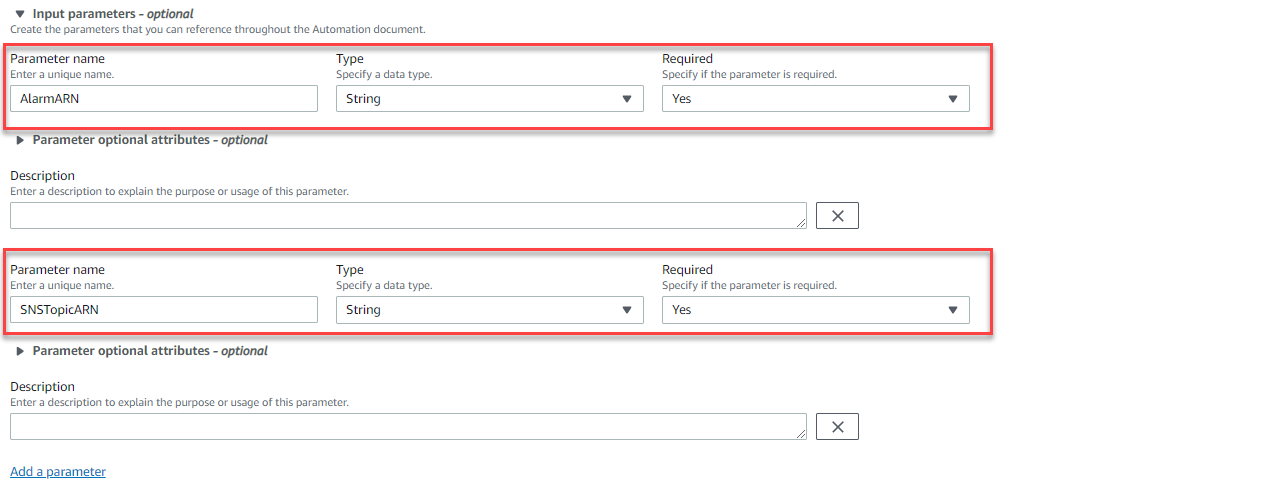 Input parameters - optional
Create the parameters that you can reference throughout the Automation document.
Parameter name Type Required
Enter a unique name. Specify a data type. Specify if the parameter is required.
AlarmARN String Yes
Parameter optional attributes - optional
Description
Enter a description to explain the purpose or usage of this parameter.
Parameter name Type Required
Enter a unique name. Specify a data type. Specify if the parameter is required.
SNSTopicARN String Yes
Parameter optional attributes - optional
Description
Enter a description to explain the purpose or usage of this parameter.
Add a parameter